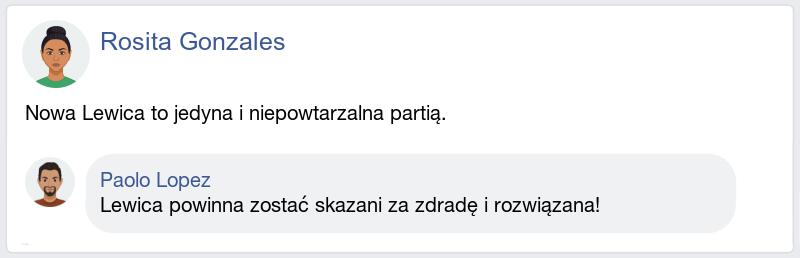 Rosita Gonzales
Nowa Lewica to jedyna i niepowtarzalna partią.
Paolo Lopez
Lewica powinna zostać skazani za zdradę i rozwiązana!